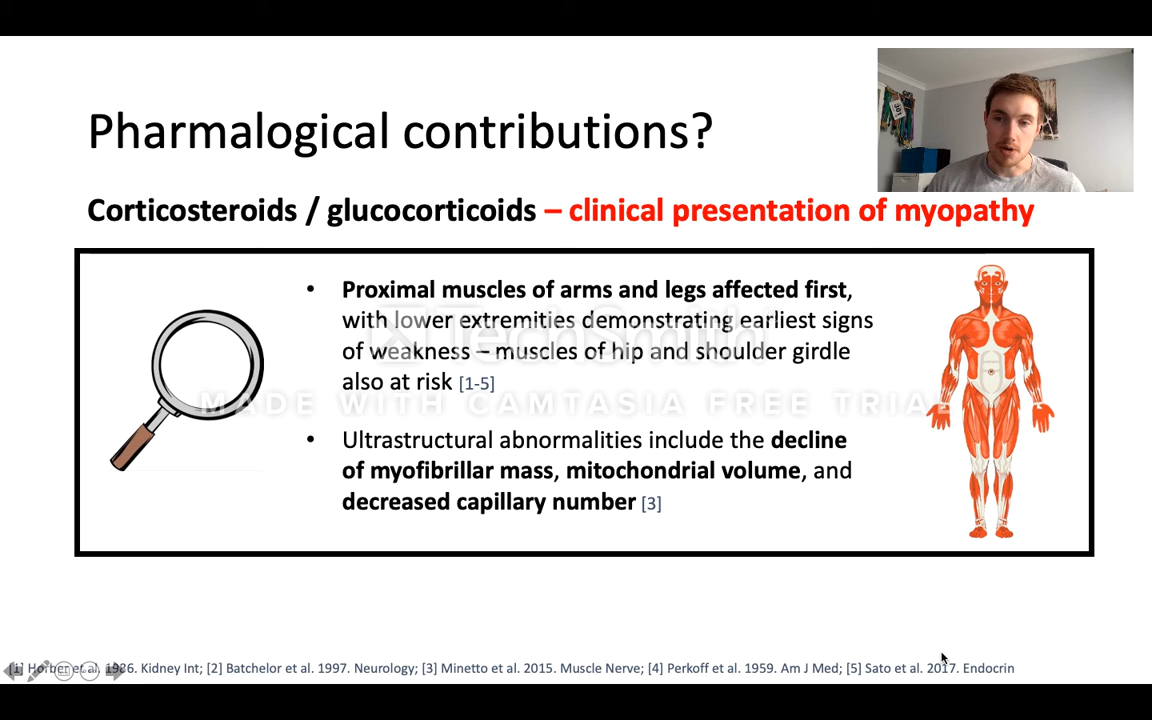 Pharmalogical contributions?
Corticosteroids / glucocorticoids – clinical presentation of myopathy
• Proximal muscles of arms and legs affected first,
with lower extremities demonstrating earliest signs
of weakness – muscles of hip and shoulder girdle
also at risk [1-5]
• Ultrastructural abnormalities include the decline
of myofibrillar mass, mitochondrial volume, and
decreased capillary number [3]
TechSmith
MADE WITH CAMTASIA FREE TRIAL
[1] Horber et al. 1986. Kidney Int; [2] Batchelor et al. 1997. Neurology; [3] Minetto et al. 2015. Muscle Nerve; [4] Perkoff et al. 1959. Am J Med; [5] Sato et al. 2017. Endocrin